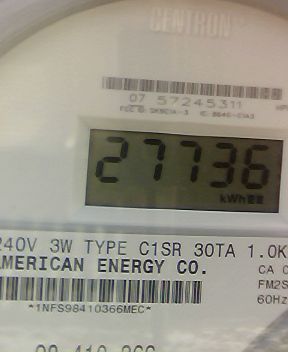 CENTRON
07 57245311
27736
kWh
240V 3W TYPE C1SR 30TA 1.0K
AMERICAN ENERGY CO.
CA
FM2S
60Hz
*1NFS98410366MEC*